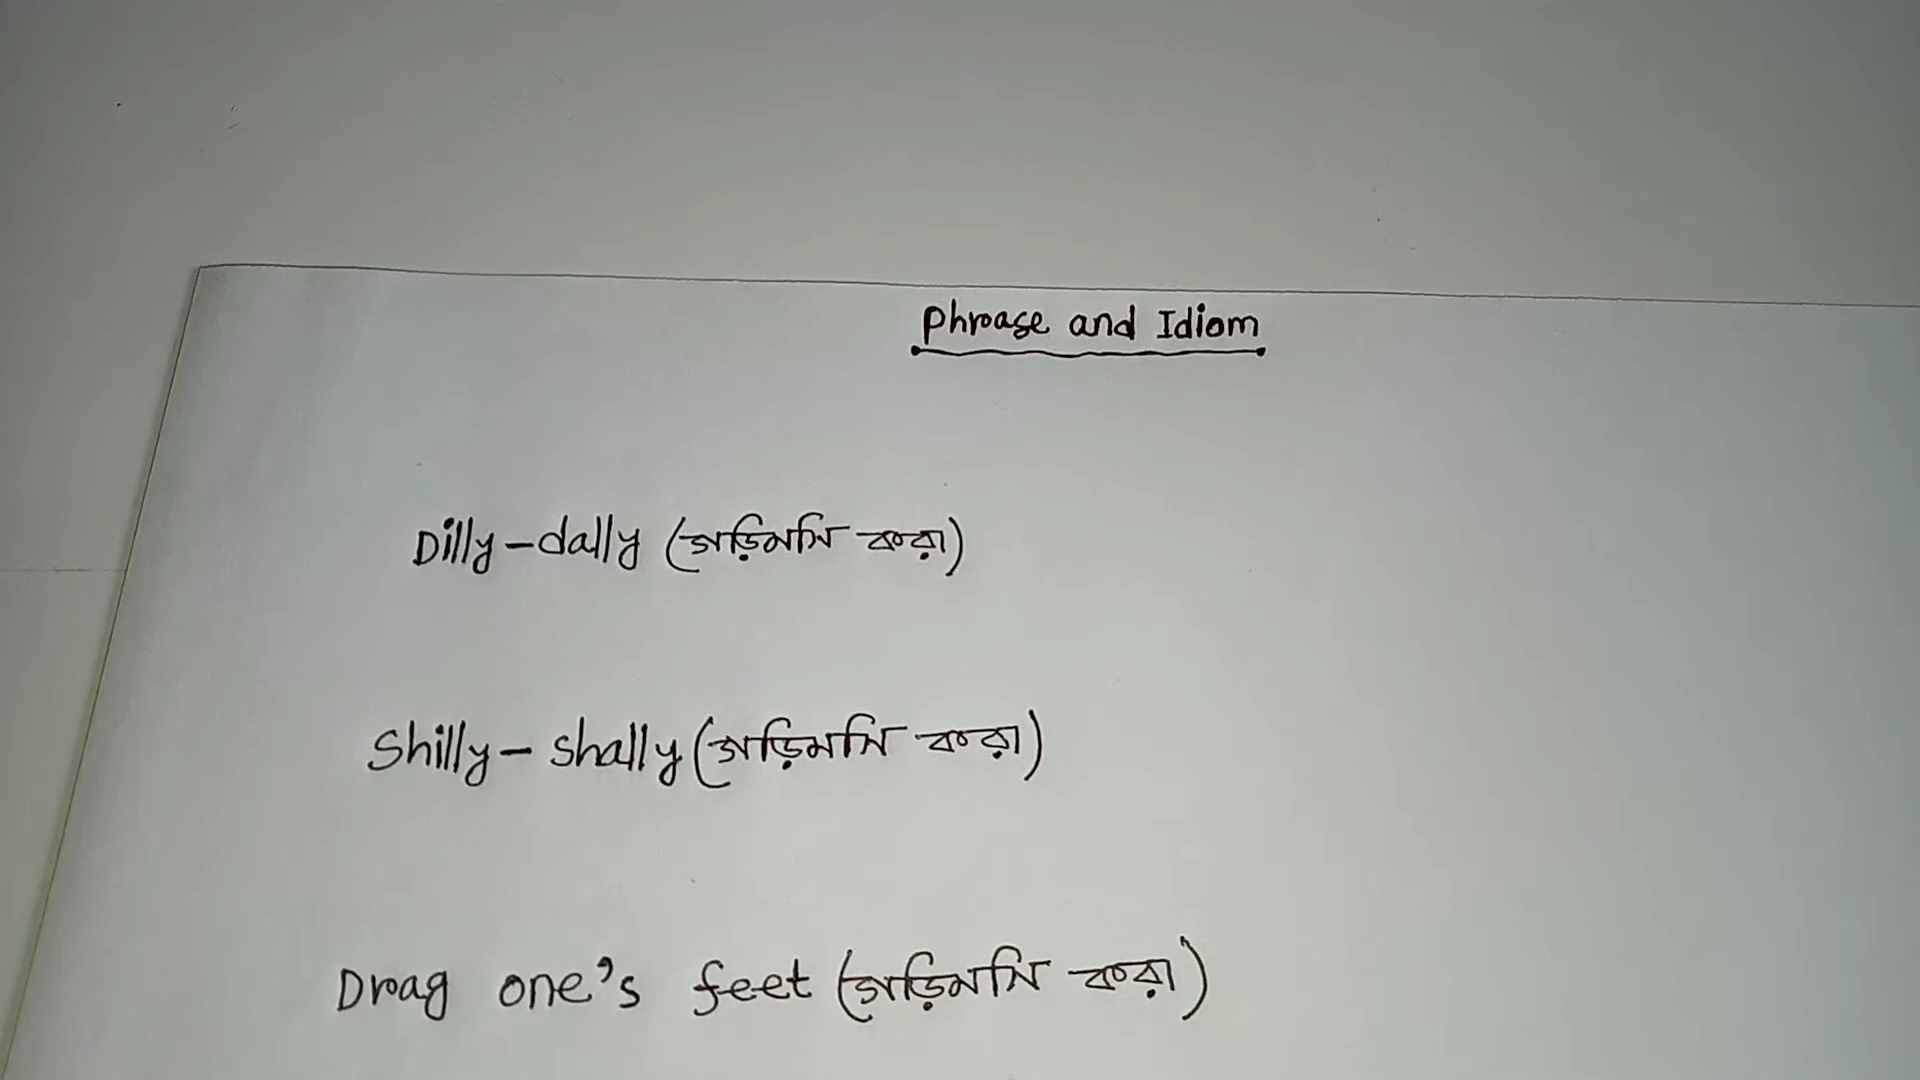 Phrase and Idiom
Dilly-dally (গড়িমসি করা)
Shilly-shally (গড়িমসি করা)
Drag one's feet (গড়িমসি করা)